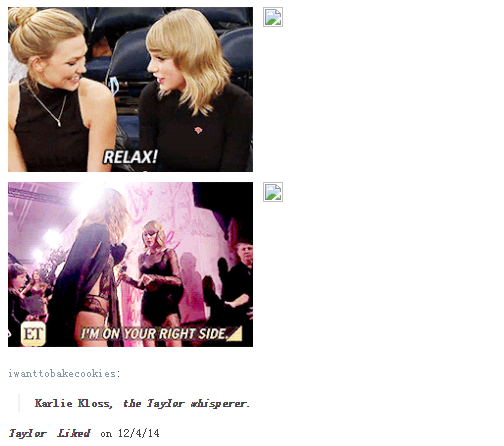 RELAX!
ET
I'M ON YOUR RIGHT SIDE.
iwanttobakecookies:
Karlie Kloss, the Taylor whisperer.
Taylor Liked on 12/4/14